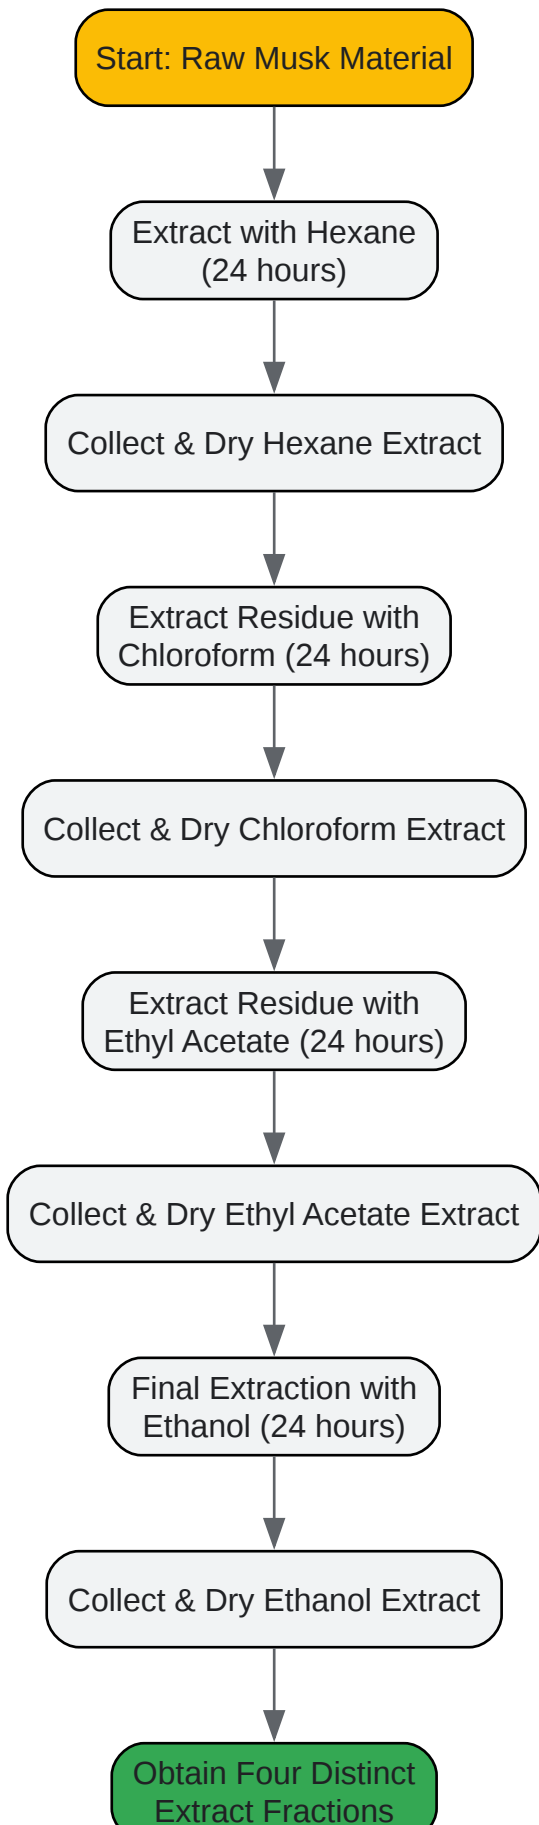 Start: Raw Musk Material
Extract with Hexane
(24 hours)
Collect & Dry Hexane Extract
Extract Residue with
Chloroform (24 hours)
Collect & Dry Chloroform Extract
Extract Residue with
Ethyl Acetate (24 hours)
Collect & Dry Ethyl Acetate Extract
Final Extraction with
Ethanol (24 hours)
Collect & Dry Ethanol Extract
Obtain Four Distinct
Extract Fractions